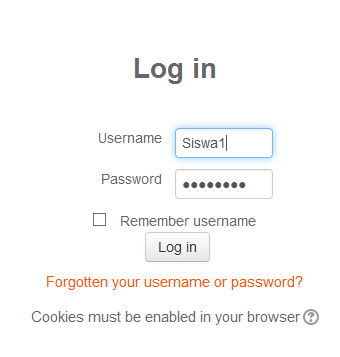 Log in
Username Siswa1
Password ●●●●●●●●
Remember username
Log in
Forgotten your username or password?
Cookies must be enabled in your browser ?